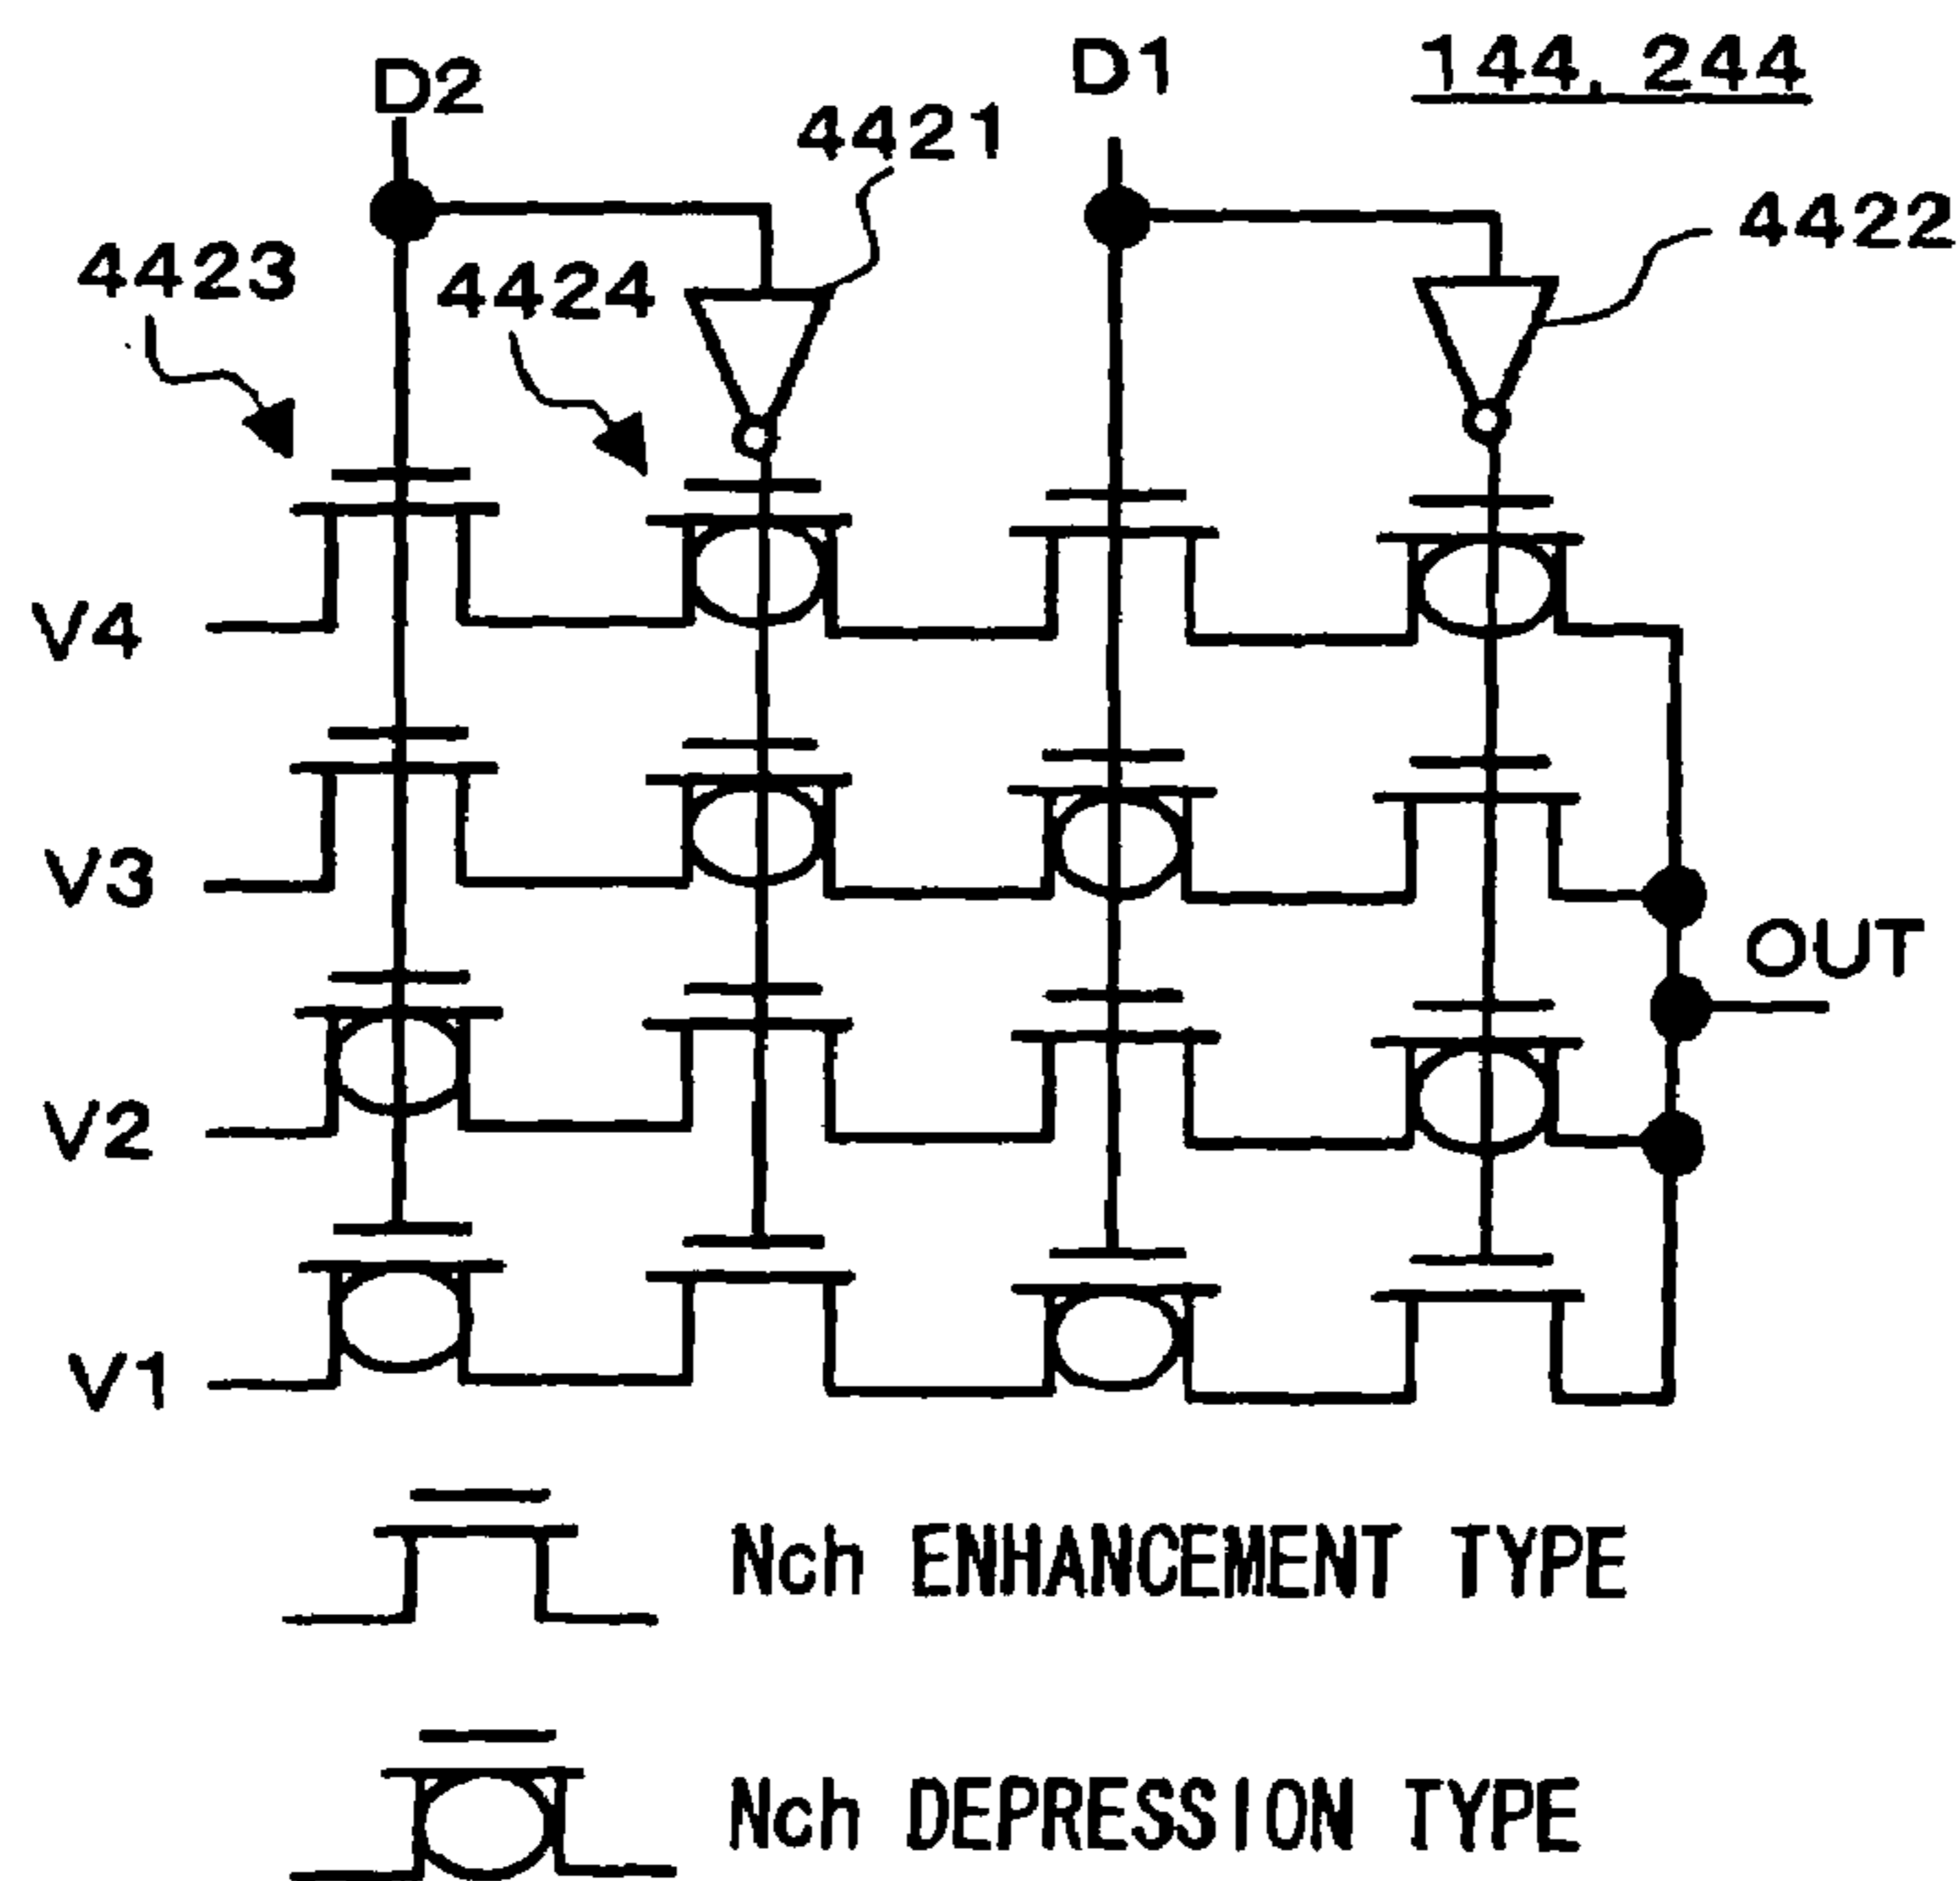 D2
D1
144, 244
4421
4422
4423
4424
V4
V3
OUT
V2
V1
Nch ENHANCEMENT TYPE
Nch DEPRESSION TYPE